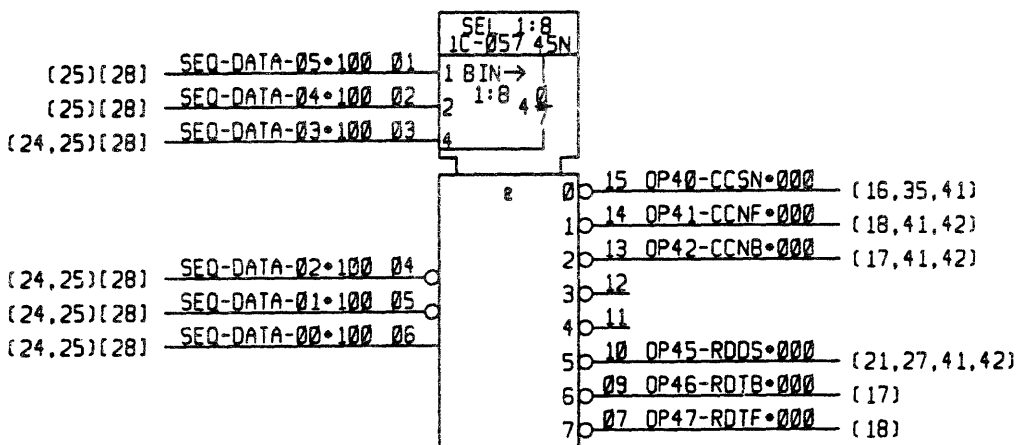 SEL 1:8
1C-057 45N
(25)[28] SEQ-DATA-05•100 01
1 BIN→
(25)[28] SEQ-DATA-04•100 02
2 1:8 4
0
7
(24,25)[28] SEQ-DATA-03•100 03
4
&
0 15 OP40-CCSN•000 (16,35,41)
1 14 OP41-CCNF•000 (18,41,42)
2 13 OP42-CCNB•000 (17,41,42)
(24,25)[28] SEQ-DATA-02•100 04
3 12
(24,25)[28] SEQ-DATA-01•100 05
4 11
(24,25)[28] SEQ-DATA-00•100 06
5 10 OP45-RDDS•000 (21,27,41,42)
6 09 OP46-RDTB•000 (17)
7 07 OP47-RDTF•000 (18)